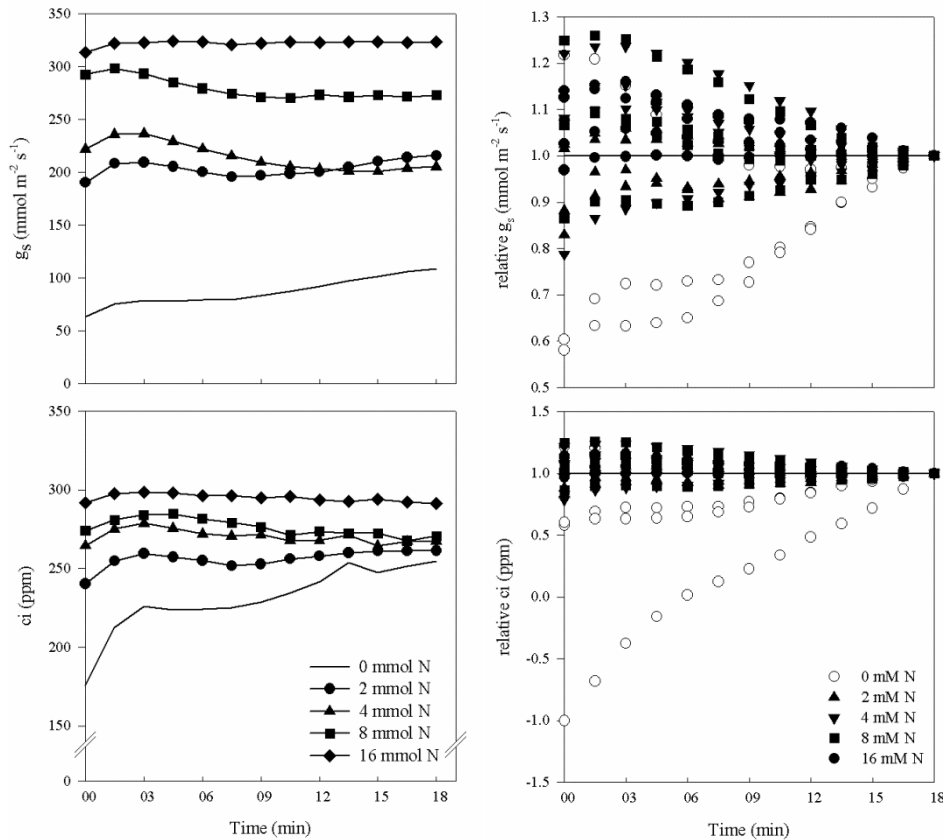 350
300
250
200
150
100
50
0
gₛ (mmol m⁻² s⁻¹)
1.3
1.2
1.1
1.0
0.9
0.8
0.7
0.6
0.5
relative gₛ (mmol m⁻² s⁻¹)
350
300
250
200
150
0
ci (ppm)
0 mmol N
2 mmol N
4 mmol N
8 mmol N
16 mmol N
00 03 06 09 12 15 18
Time (min)
1.5
1.0
0.5
0.0
-0.5
-1.0
-1.5
relative ci (ppm)
0 mM N
2 mM N
4 mM N
8 mM N
16 mM N
00 03 06 09 12 15 18
Time (min)